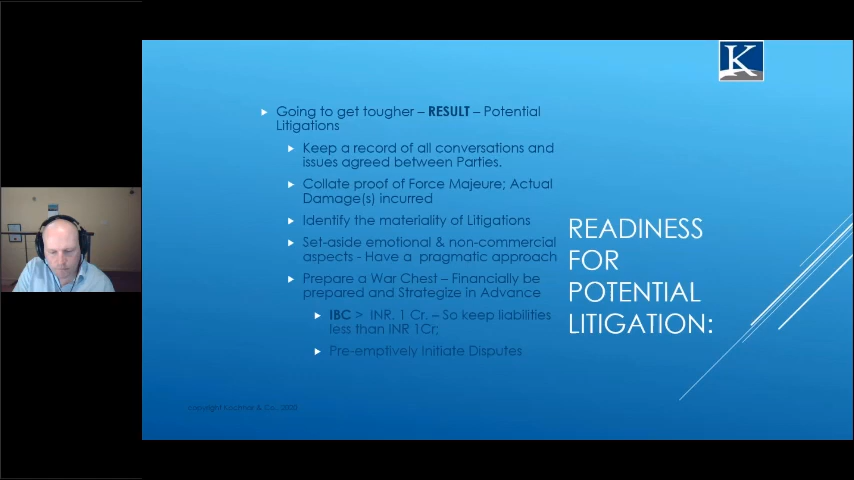 K
Going to get tougher – RESULT – Potential
Litigations
Keep a record of all conversations and
issues agreed between Parties.
Collate proof of Force Majeure; Actual
Damage(s) incurred
Identify the materiality of Litigations
Set-aside emotional & non-commercial
aspects - Have a pragmatic approach
Prepare a War Chest – Financially be
prepared and Strategize in Advance
IBC > INR. 1 Cr. – So keep liabilities
less than INR 1Cr;
Pre-emptively Initiate Disputes
READINESS
FOR
POTENTIAL
LITIGATION:
& Co., 2020